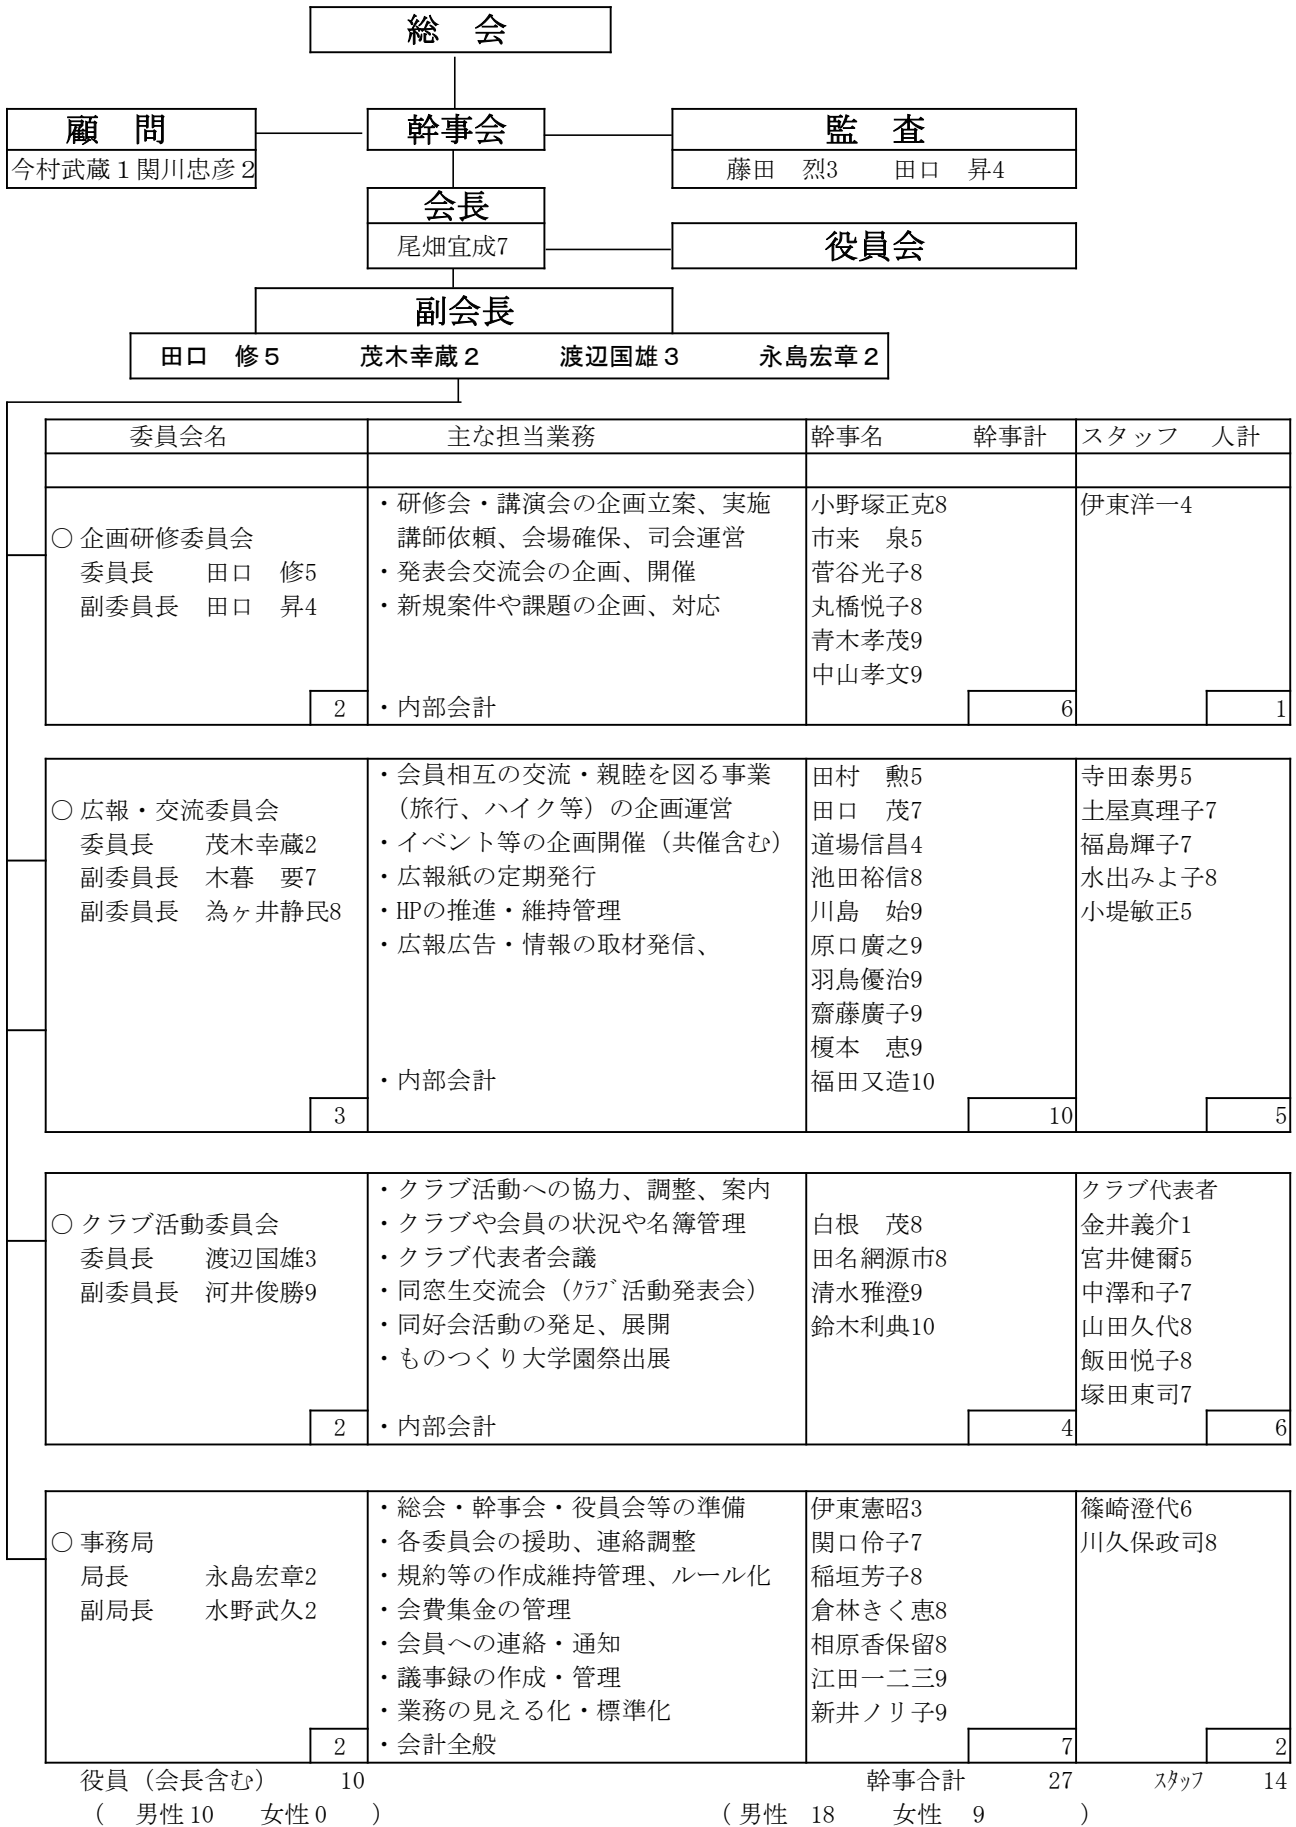 総　会
顧　問
幹事会
監　査
今村武蔵１関川忠彦２
藤田　烈3　　田口　昇4
会長
尾畑宜成7
役員会
副会長
田口　修５　　茂木幸蔵２　　渡辺国雄３　　永島宏章２
委員会名　主な担当業務　幹事名　幹事計　スタッフ　人計
○ 企画研修委員会
委員長　　田口　修5
副委員長　田口　昇4
2
・研修会・講演会の企画立案、実施
講師依頼、会場確保、司会運営
・発表会交流会の企画、開催
・新規案件や課題の企画、対応
・内部会計
小野塚正克8
市来　泉5
菅谷光子8
丸橋悦子8
青木孝茂9
中山孝文9
6
伊東洋一4
1
○ 広報・交流委員会
委員長　　茂木幸蔵2
副委員長　木暮　要7
副委員長　為ヶ井静民8
3
・会員相互の交流・親睦を図る事業
（旅行、ハイク等）の企画運営
・イベント等の企画開催（共催含む）
・広報紙の定期発行
・HPの推進・維持管理
・広報広告・情報の取材発信、
・内部会計
田村　勲5
田口　茂7
道場信昌4
池田裕信8
川島　始9
原口廣之9
羽鳥優治9
齋藤廣子9
榎本　恵9
福田又造10
10
寺田泰男5
土屋真理子7
福島輝子7
水出みよ子8
小堤敏正5
5
○ クラブ活動委員会
委員長　　渡辺国雄3
副委員長　河井俊勝9
2
・クラブ活動への協力、調整、案内
・クラブや会員の状況や名簿管理
・クラブ代表者会議
・同窓生交流会（ｸﾗﾌﾞ活動発表会）
・同好会活動の発足、展開
・ものつくり大学園祭出展
・内部会計
白根　茂8
田名網源市8
清水雅澄9
鈴木利典10
4
クラブ代表者
金井義介1
宮井健爾5
中澤和子7
山田久代8
飯田悦子8
塚田東司7
6
○ 事務局
局長　　　永島宏章2
副局長　　水野武久2
2
・総会・幹事会・役員会等の準備
・各委員会の援助、連絡調整
・規約等の作成維持管理、ルール化
・会費集金の管理
・会員への連絡・通知
・議事録の作成・管理
・業務の見える化・標準化
・会計全般
伊東憲昭3
関口伶子7
稲垣芳子8
倉林きく恵8
相原香保留8
江田一二三9
新井ノリ子9
7
篠崎澄代6
川久保政司8
2
役員（会長含む）　10　幹事合計　27　ｽﾀｯﾌ　14
（　男性10　女性０　）　（ 男性　18　女性　9　）